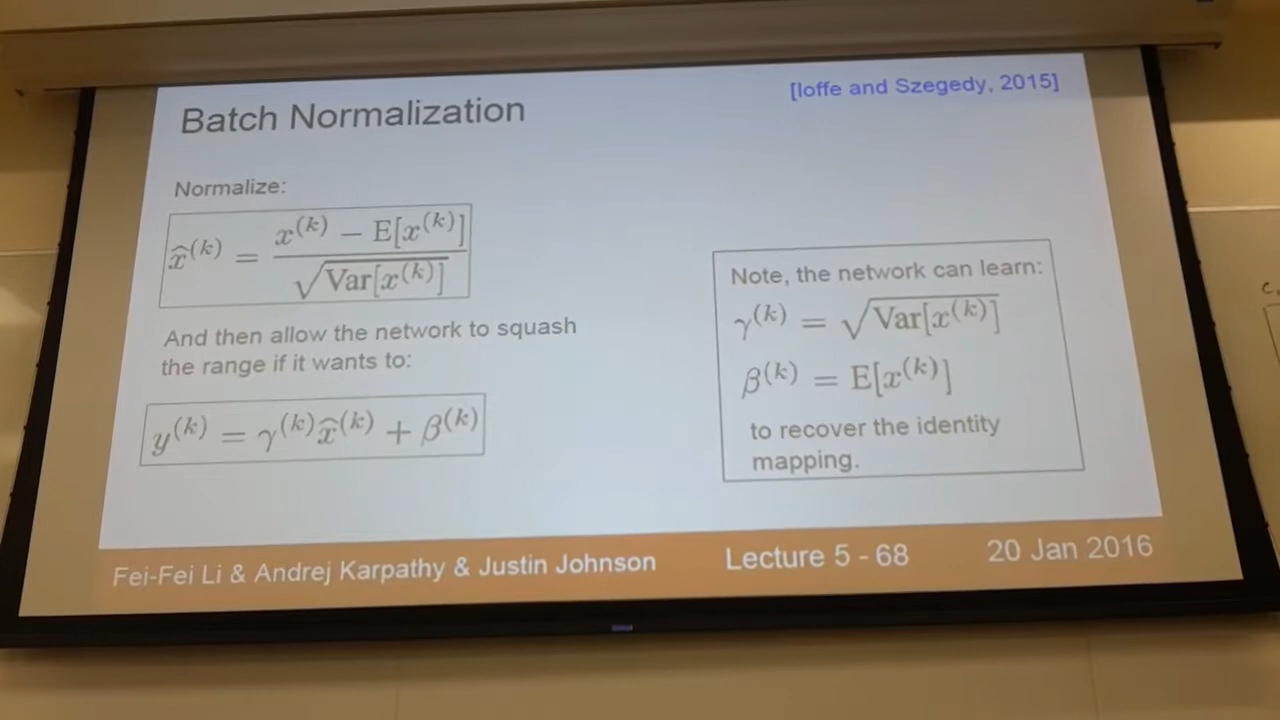 Batch Normalization
[Ioffe and Szegedy, 2015]
Normalize:
x̂^(k) = (x^(k) − E[x^(k)]) / √Var[x^(k)]
And then allow the network to squash
the range if it wants to:
y^(k) = γ^(k) x̂^(k) + β^(k)
Note, the network can learn:
γ^(k) = √Var[x^(k)]
β^(k) = E[x^(k)]
to recover the identity
mapping.
Fei-Fei Li & Andrej Karpathy & Justin Johnson
Lecture 5 - 68
20 Jan 2016